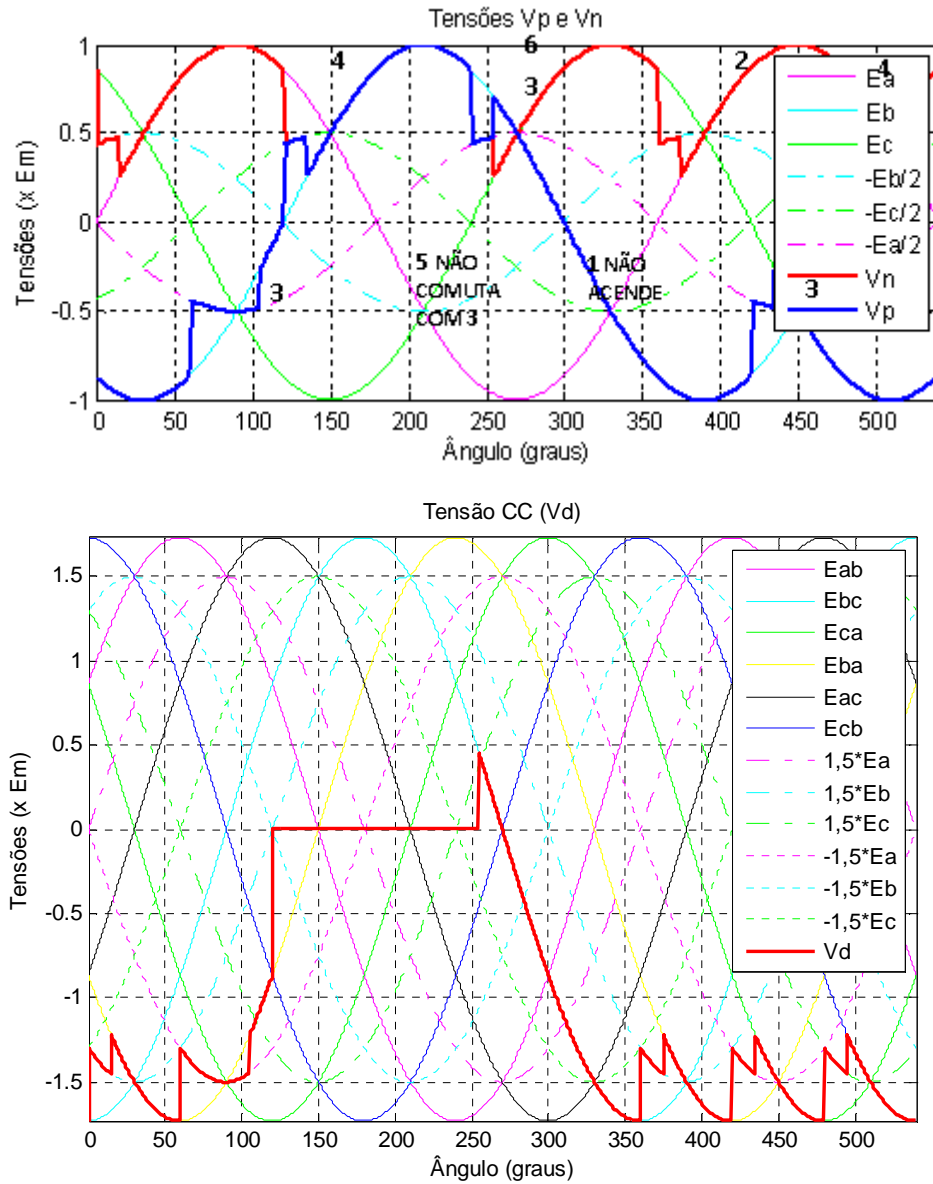 Tensões Vp e Vn
Tensões (x Em)
1
0.5
0
-0.5
-1
4
6
3
2
4
3
5 NÃO
COMUTA
COM 3
1 NÃO
ACENDE
3
Ea
Eb
Ec
-Eb/2
-Ec/2
-Ea/2
Vn
Vp
0 50 100 150 200 250 300 350 400 450 500
Ângulo (graus)
Tensão CC (Vd)
Tensões (x Em)
1.5
1
0.5
0
-0.5
-1
-1.5
Eab
Ebc
Eca
Eba
Eac
Ecb
1,5*Ea
1,5*Eb
1,5*Ec
-1,5*Ea
-1,5*Eb
-1,5*Ec
Vd
0 50 100 150 200 250 300 350 400 450 500
Ângulo (graus)